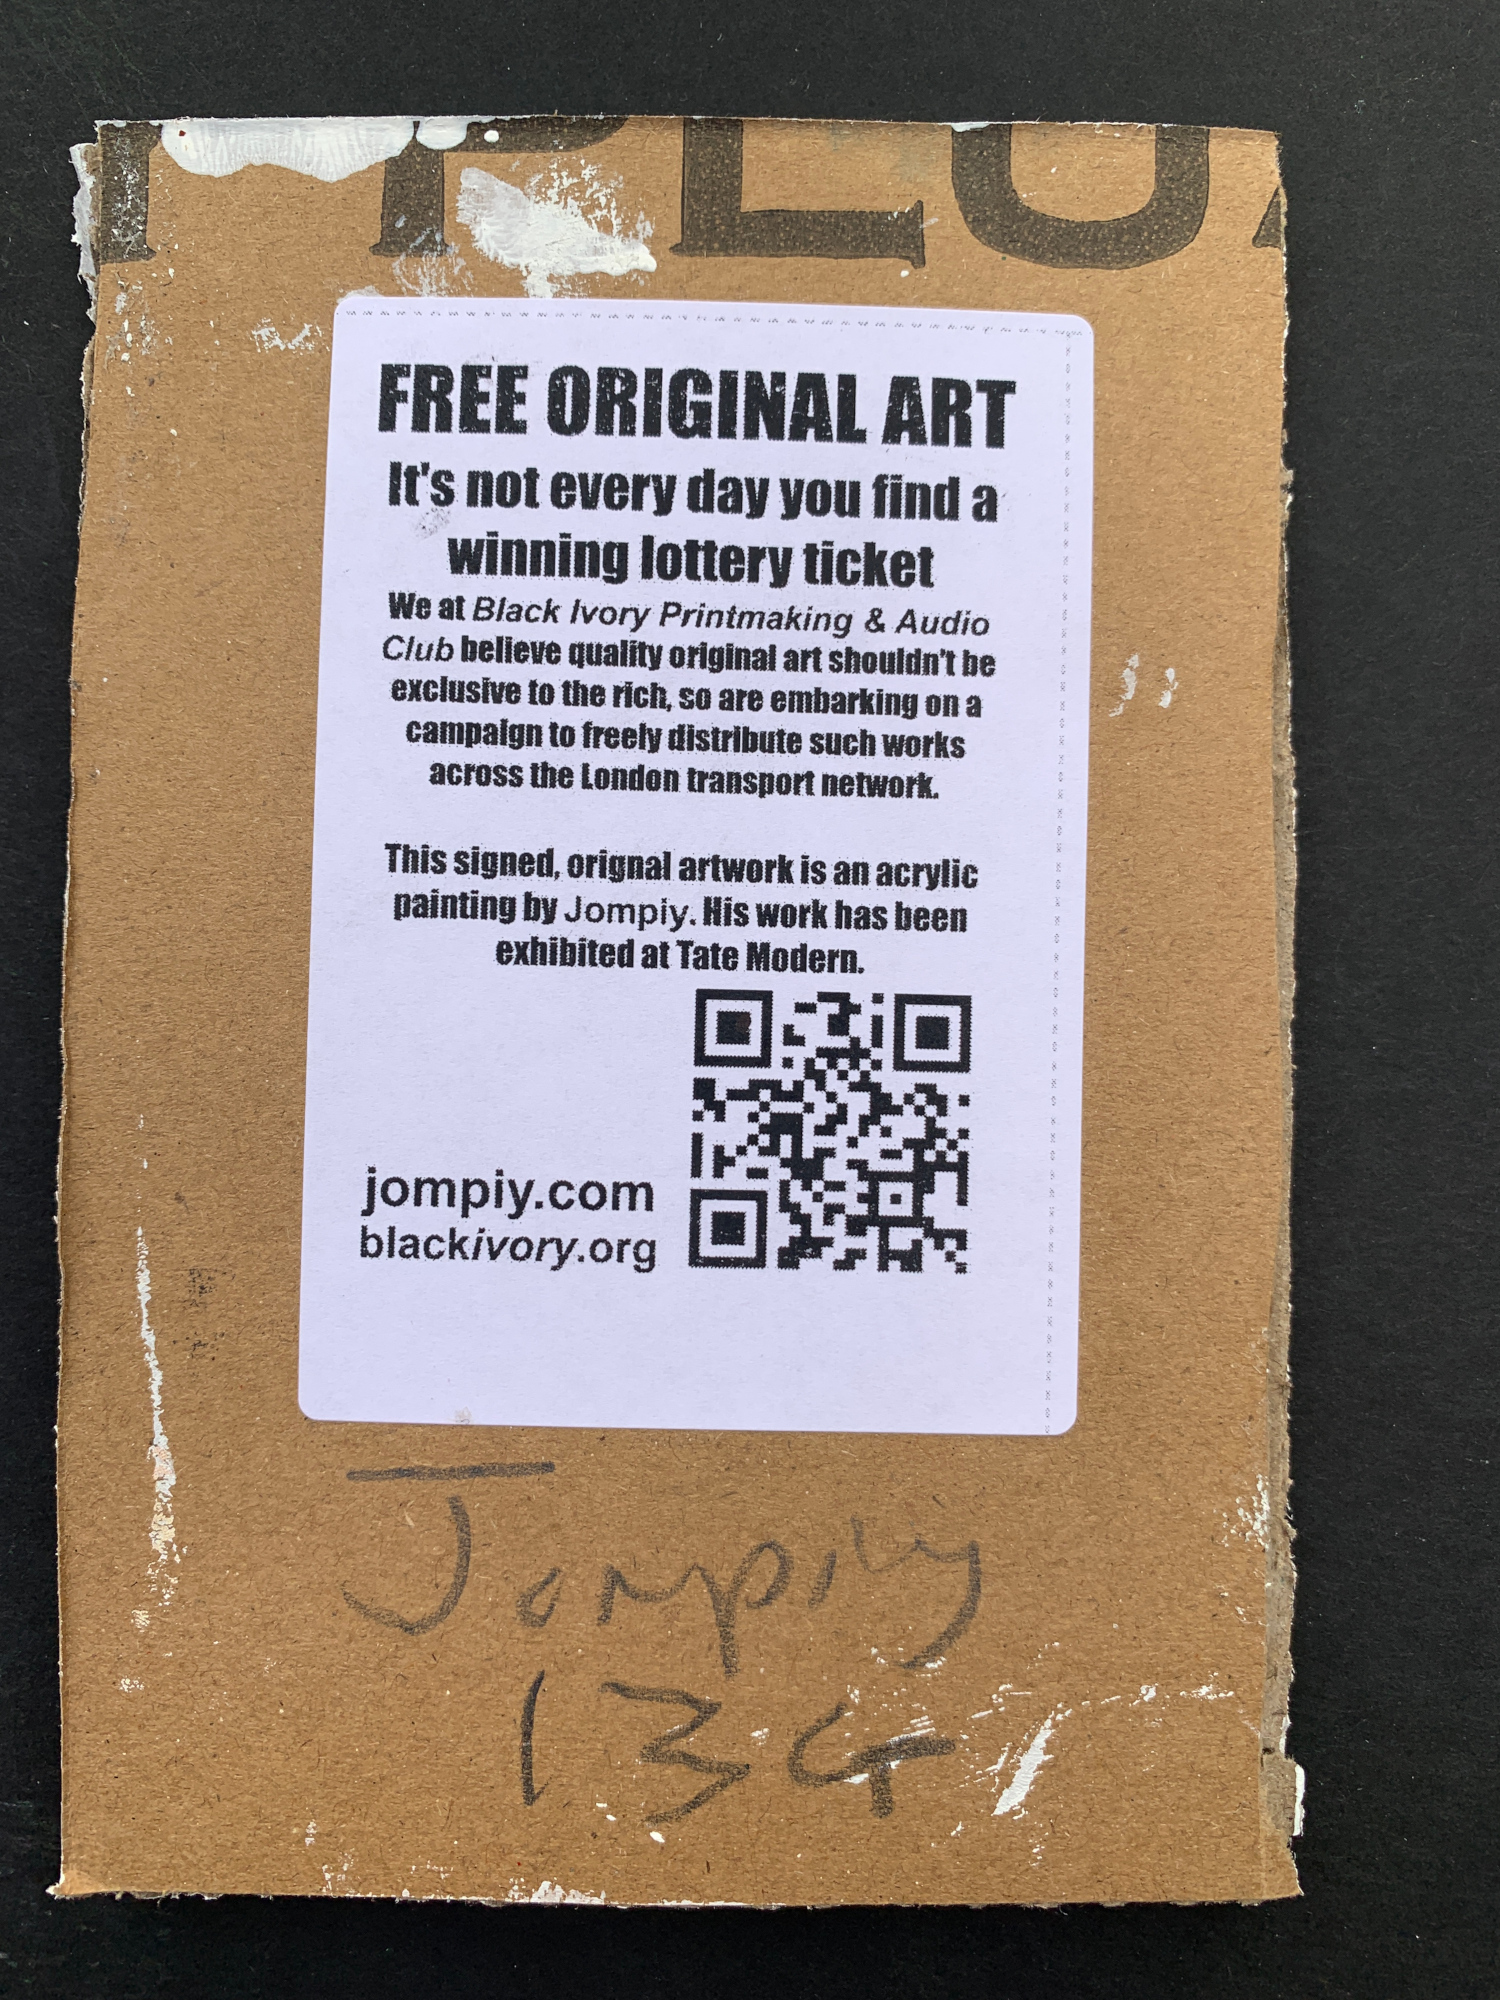 PLU
FREE ORIGINAL ART
It's not every day you find a
winning lottery ticket
We at Black Ivory Printmaking & Audio
Club believe quality original art shouldn't be
exclusive to the rich, so are embarking on a
campaign to freely distribute such works
across the London transport network.
This signed, orignal artwork is an acrylic
painting by Jompiy. His work has been
exhibited at Tate Modern.
jompiy.com
blackivory.org
Jompiy
134